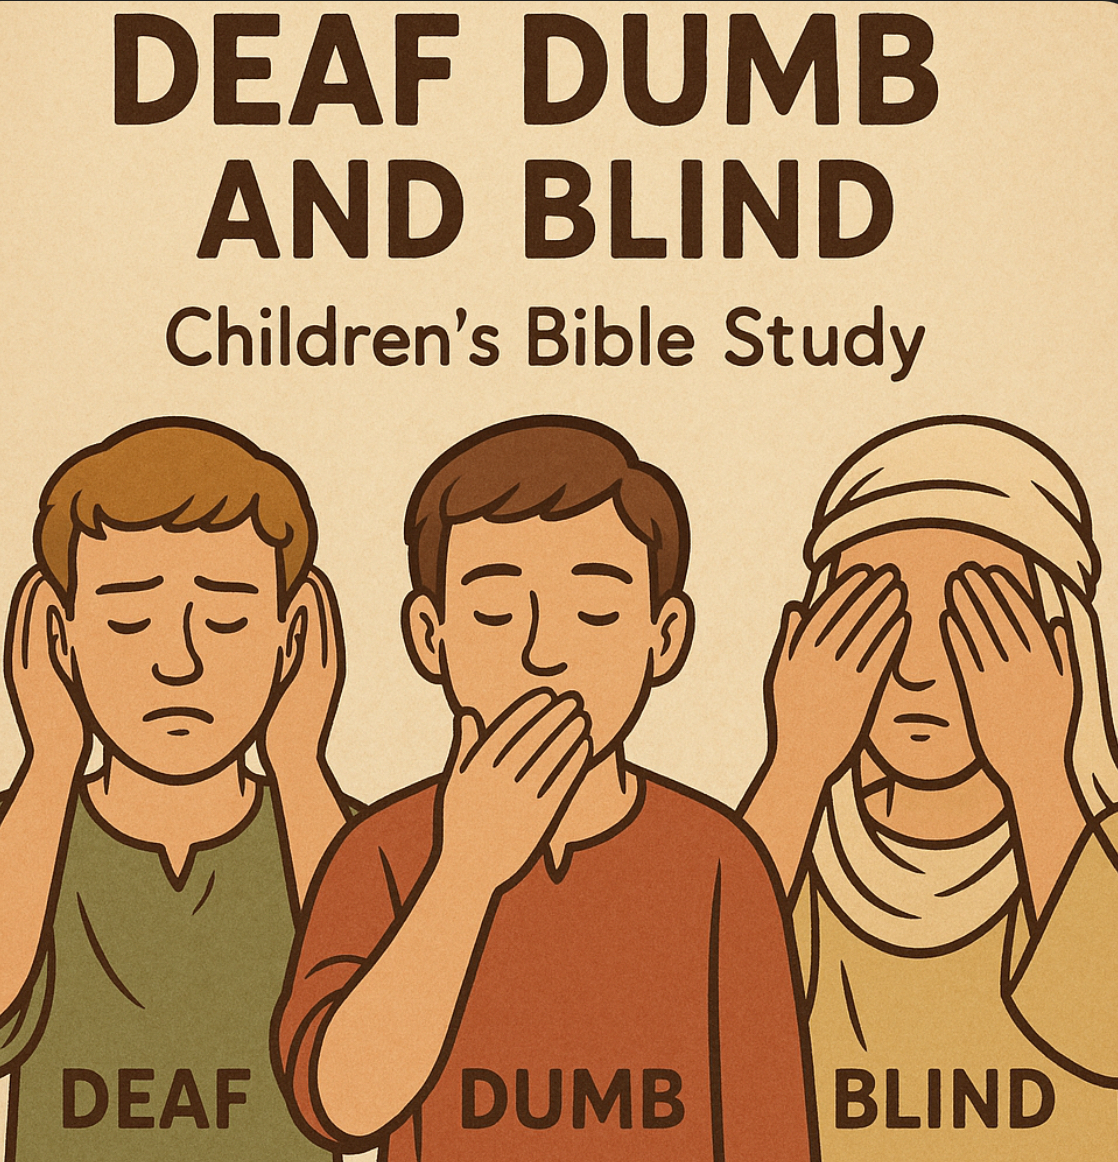 DEAF DUMB
AND BLIND
Children's Bible Study
DEAF
DUMB
BLIND